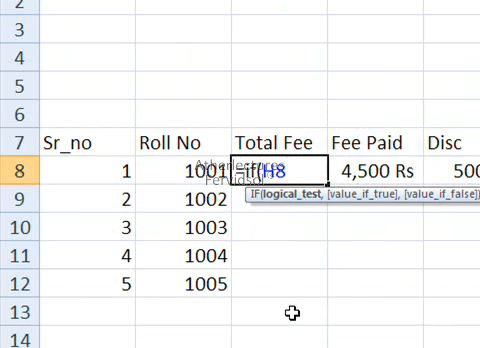 2
3
4
5
6
7 Sr_no Roll No Total Fee Fee Paid Disc
8 1 1001 =if(H8 4,500 Rs 500
Atherlectures
Fervidsol
IF(logical_test, [value_if_true], [value_if_false])
9 2 1002
10 3 1003
11 4 1004
12 5 1005
13
14